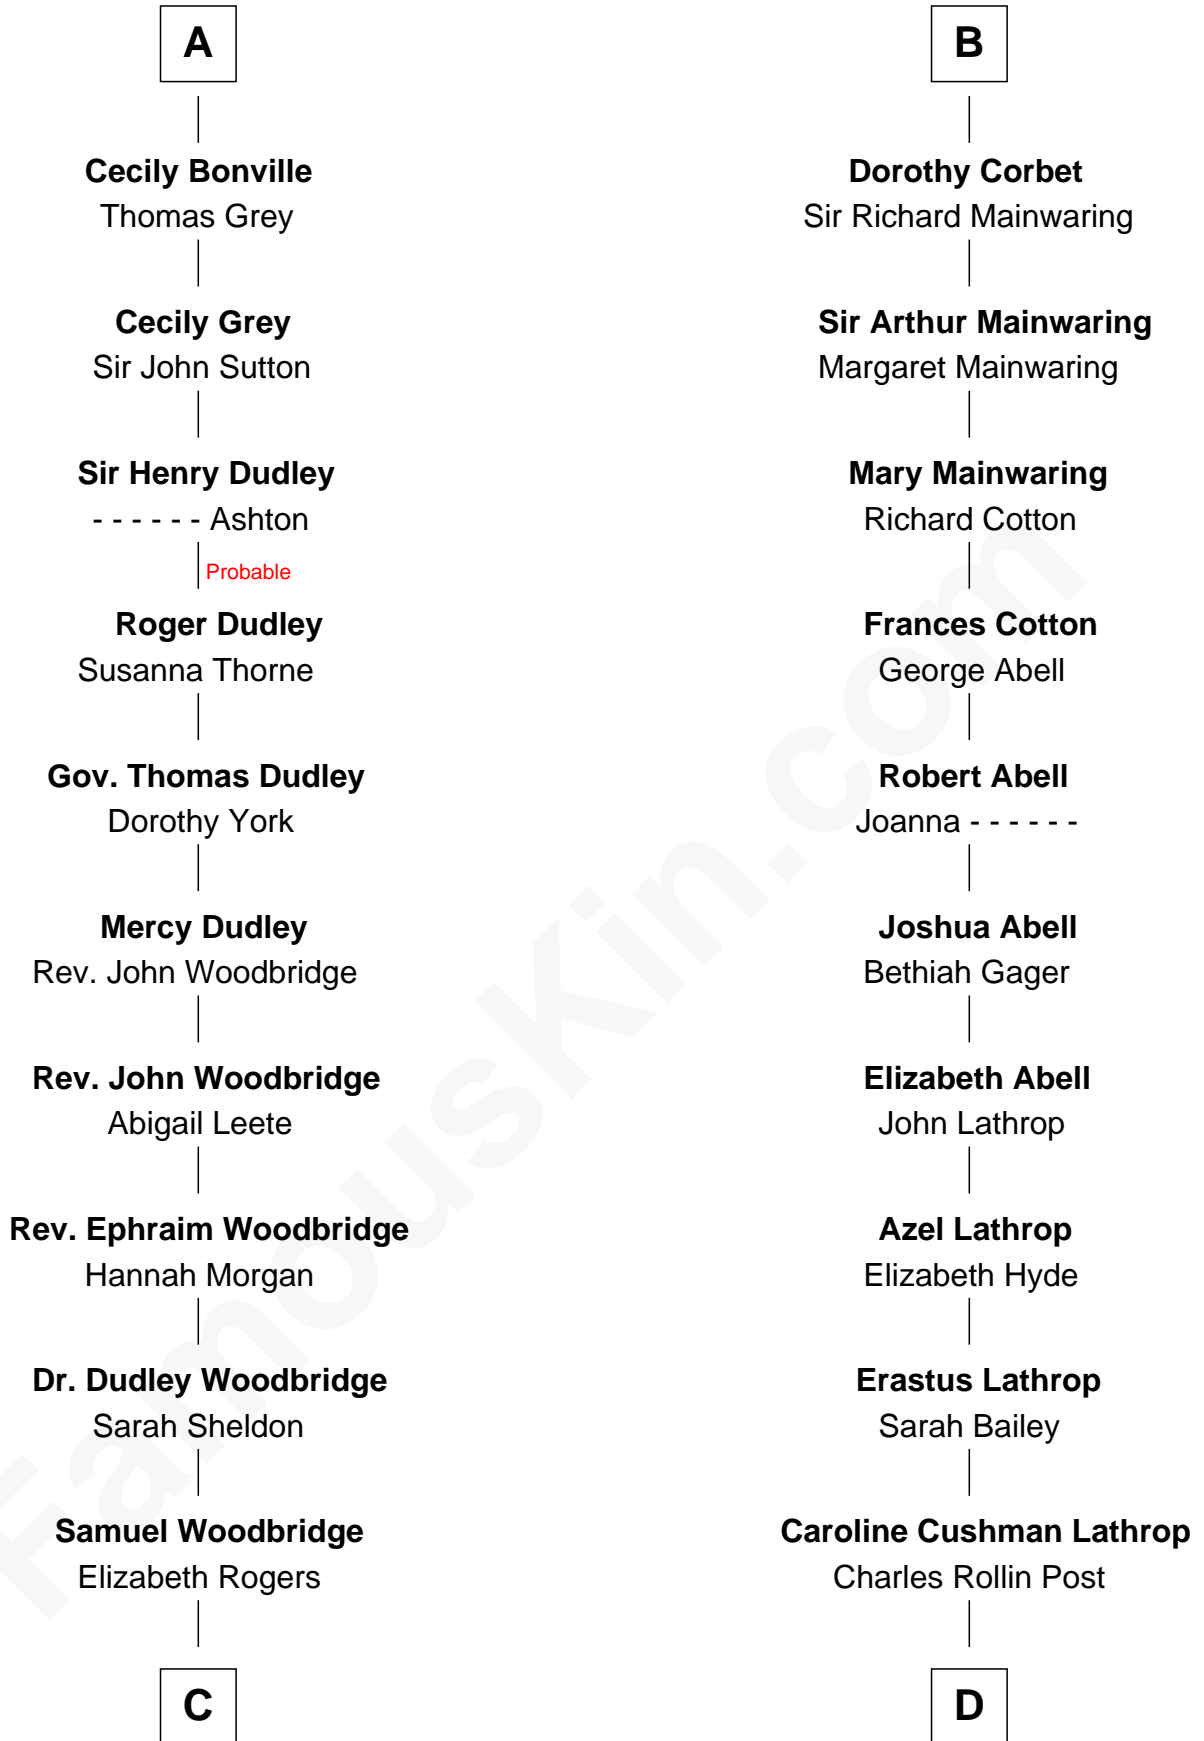 A
Cecily Bonville
Thomas Grey
Cecily Grey
Sir John Sutton
Sir Henry Dudley
- - - - - - Ashton
Probable
Roger Dudley
Susanna Thorne
Gov. Thomas Dudley
Dorothy York
Mercy Dudley
Rev. John Woodbridge
Rev. John Woodbridge
Abigail Leete
Rev. Ephraim Woodbridge
Hannah Morgan
Dr. Dudley Woodbridge
Sarah Sheldon
Samuel Woodbridge
Elizabeth Rogers
C
B
Dorothy Corbet
Sir Richard Mainwaring
Sir Arthur Mainwaring
Margaret Mainwaring
Mary Mainwaring
Richard Cotton
Frances Cotton
George Abell
Robert Abell
Joanna - - - - - -
Joshua Abell
Bethiah Gager
Elizabeth Abell
John Lathrop
Azel Lathrop
Elizabeth Hyde
Erastus Lathrop
Sarah Bailey
Caroline Cushman Lathrop
Charles Rollin Post
D
FamousKin.com